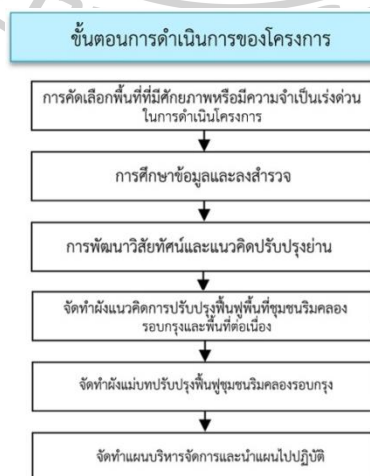 ขั้นตอนการดำเนินการของโครงการ
การคัดเลือกพื้นที่ที่มีศักยภาพหรือมีความจำเป็นเร่งด่วน
ในการดำเนินโครงการ
การศึกษาข้อมูลและลงสำรวจ
การพัฒนาวิสัยทัศน์และแนวคิดปรับปรุงย่าน
จัดทำผังแนวคิดการปรับปรุงฟื้นฟูพื้นที่ชุมชนริมคลอง
รอบกรุงและพื้นที่ต่อเนื่อง
จัดทำผังแม่บทปรับปรุงฟื้นฟูชุมชนริมคลองรอบกรุง
จัดทำแผนบริหารจัดการและนำแผนไปปฏิบัติ